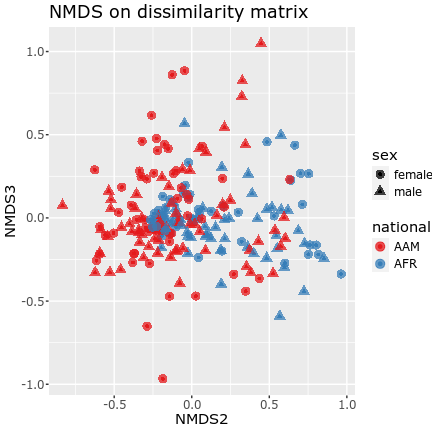 NMDS on dissimilarity matrix
1.0
0.5
0.0
-0.5
-1.0
NMDS3
-0.5
0.0
0.5
1.0
NMDS2
sex
female
male
national
AAM
AFR